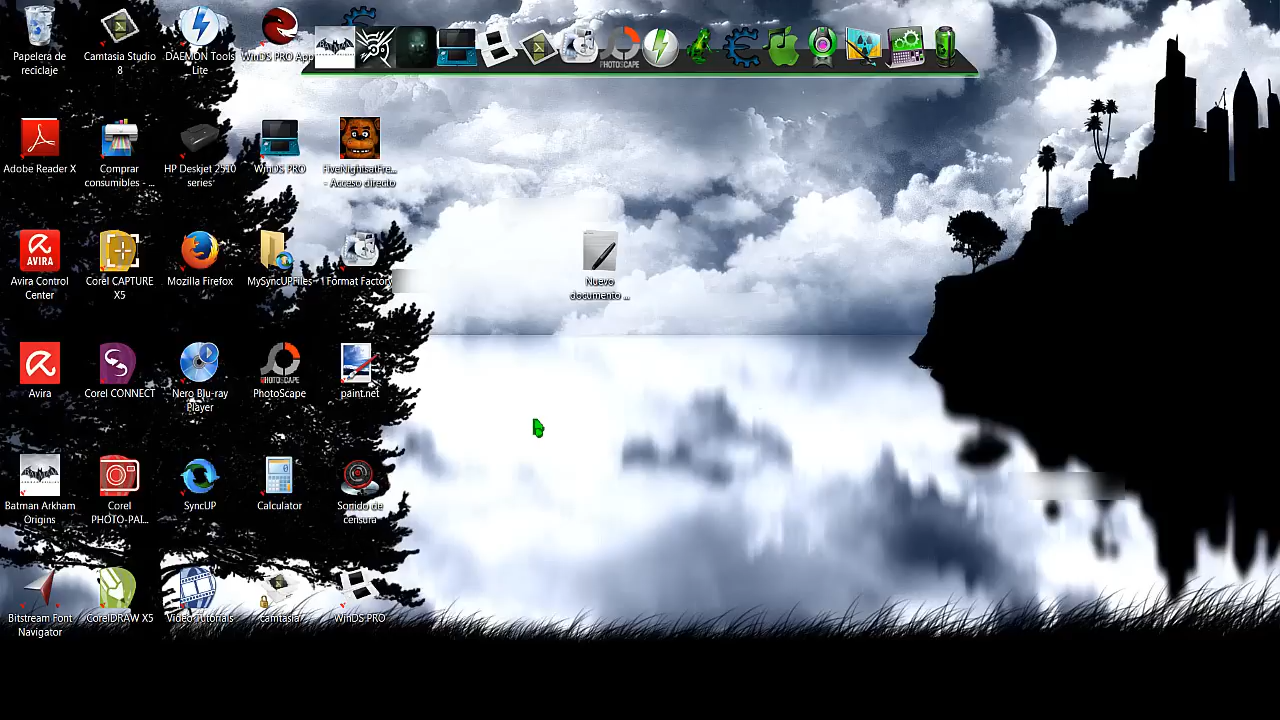 Papelera de
reciclaje
Camtasia Studio
8
DAEMON Tools
Lite
WinDS PRO App
PHOTOSCAPE
Adobe Reader X
Comprar
consumibles - ...
HP Deskjet 2510
series
WinDS PRO
FiveNightsatFre...
- Acceso directo
AVIRA
Avira Control
Center
Corel CAPTURE
X5
Mozilla Firefox
MySyncUPFiles
Format Factory
Nuevo
documento ...
Avira
Corel CONNECT
Nero Blu-ray
Player
PHOTOSCAPE
PhotoScape
paint.net
Batman Arkham
Origins
Corel
PHOTO-PAI...
SyncUP
Calculator
Sonido de
censura
Bitstream Font
Navigator
CorelDRAW X5
Video Tutorials
camtasia
WinDS PRO